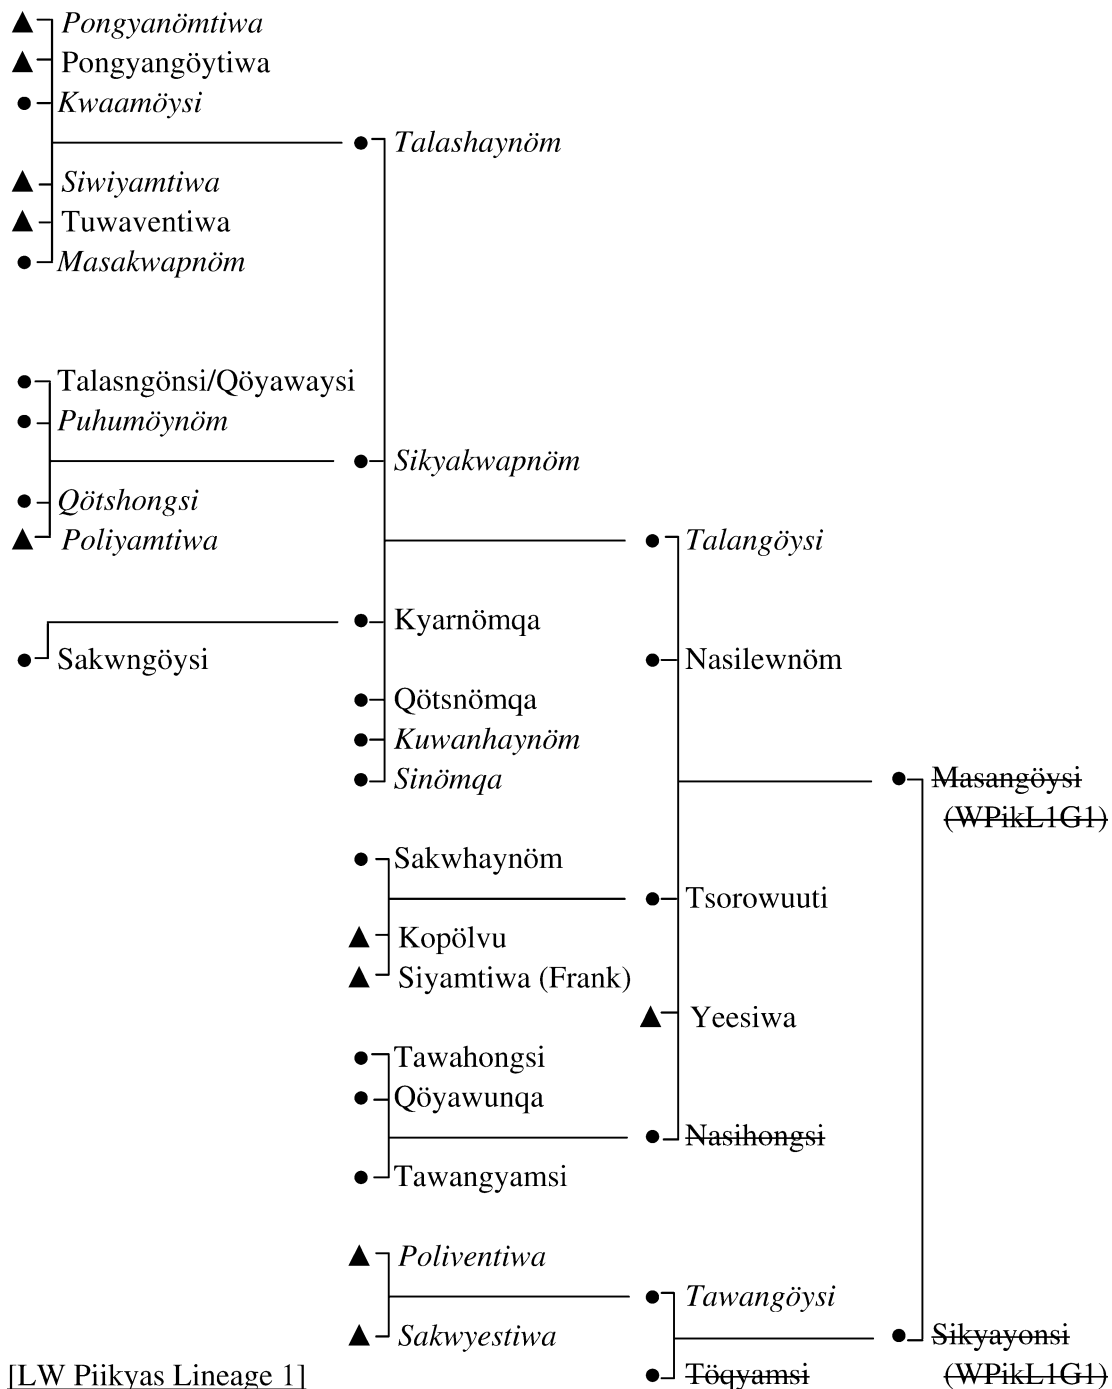 Pongyanömtiwa
Pongyangöytiwa
Kwaamöysi
Talashaynöm
Siwiyamtiwa
Tuwaventiwa
Masakwapnöm
Talasngönsi/Qöyawaysi
Puhumöynöm
Sikyakwapnöm
Qötshongsi
Poliyamtiwa
Talangöysi
Kyarnömqa
Sakwngöysi
Nasilewnöm
Qötsnömqa
Kuwanhaynöm
Sinömqa
Masangöysi
(WPikL1G1)
Sakwhaynöm
Tsorowuuti
Kopölvu
Siyamtiwa (Frank)
Yeesiwa
Tawahongsi
Qöyawunqa
Nasihongsi
Tawangyamsi
Poliventiwa
Tawangöysi
Sakwyestiwa
Sikyayonsi
[LW Piikyas Lineage 1]
Töqyamsi
(WPikL1G1)